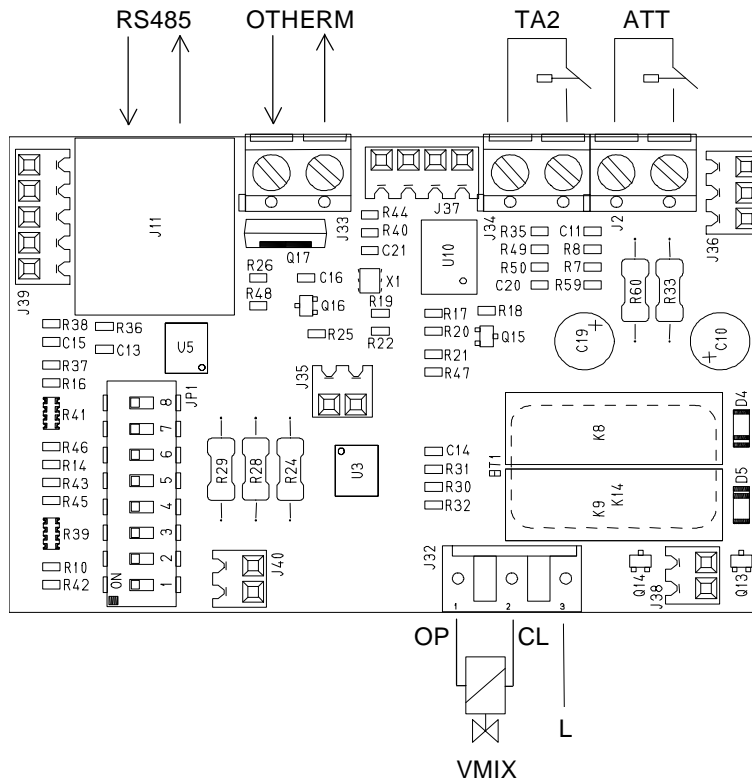 RS485 OTHERM TA2 ATT
J11
J33
J37
J34
J2
J36
J39
R44
R40
C21
Q17
R26
C16
X1
R48
Q16
R19
R25
R22
U10
R35
C11
R49
R8
R50
R7
C20
R59
R60
R33
R17
R18
R20
Q15
R21
R47
C19
C10
R38
R36
C15
C13
U5
R37
R16
JP1
R41
R46
R14
R43
R45
R39
R10
R42
8
7
6
5
4
3
2
1
ON
J35
R29
R28
R24
U3
J40
C14
R31
R30
R32
BT1
K8
K9
K14
D4
D5
J32
1 2 3
Q14
J38
Q13
OP CL
L
VMIX